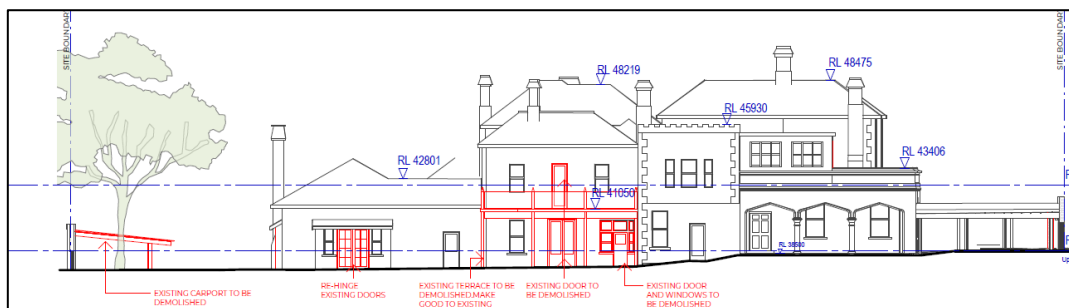 SITE BOUNDARY
SITE BOUNDARY
RL 48219
RL 48475
RL 45930
RL 42801
RL 43406
RL 41050
EXISTING CARPORT TO BE
DEMOLISHED
RE-HINGE
EXISTING DOORS
EXISTING TERRACE TO BE
DEMOLISHED.MAKE
GOOD TO EXISTING
EXISTING DOOR TO
BE DEMOLISHED
EXISTING DOOR
AND WINDOWS TO
BE DEMOLISHED